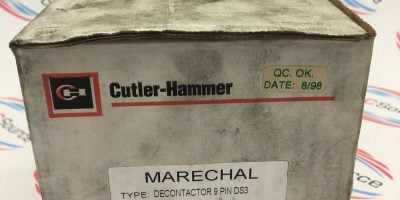 Cutler-Hammer
QC. OK.
DATE: 8/98
MARECHAL
TYPE: DECONTACTOR 9 PIN DS3